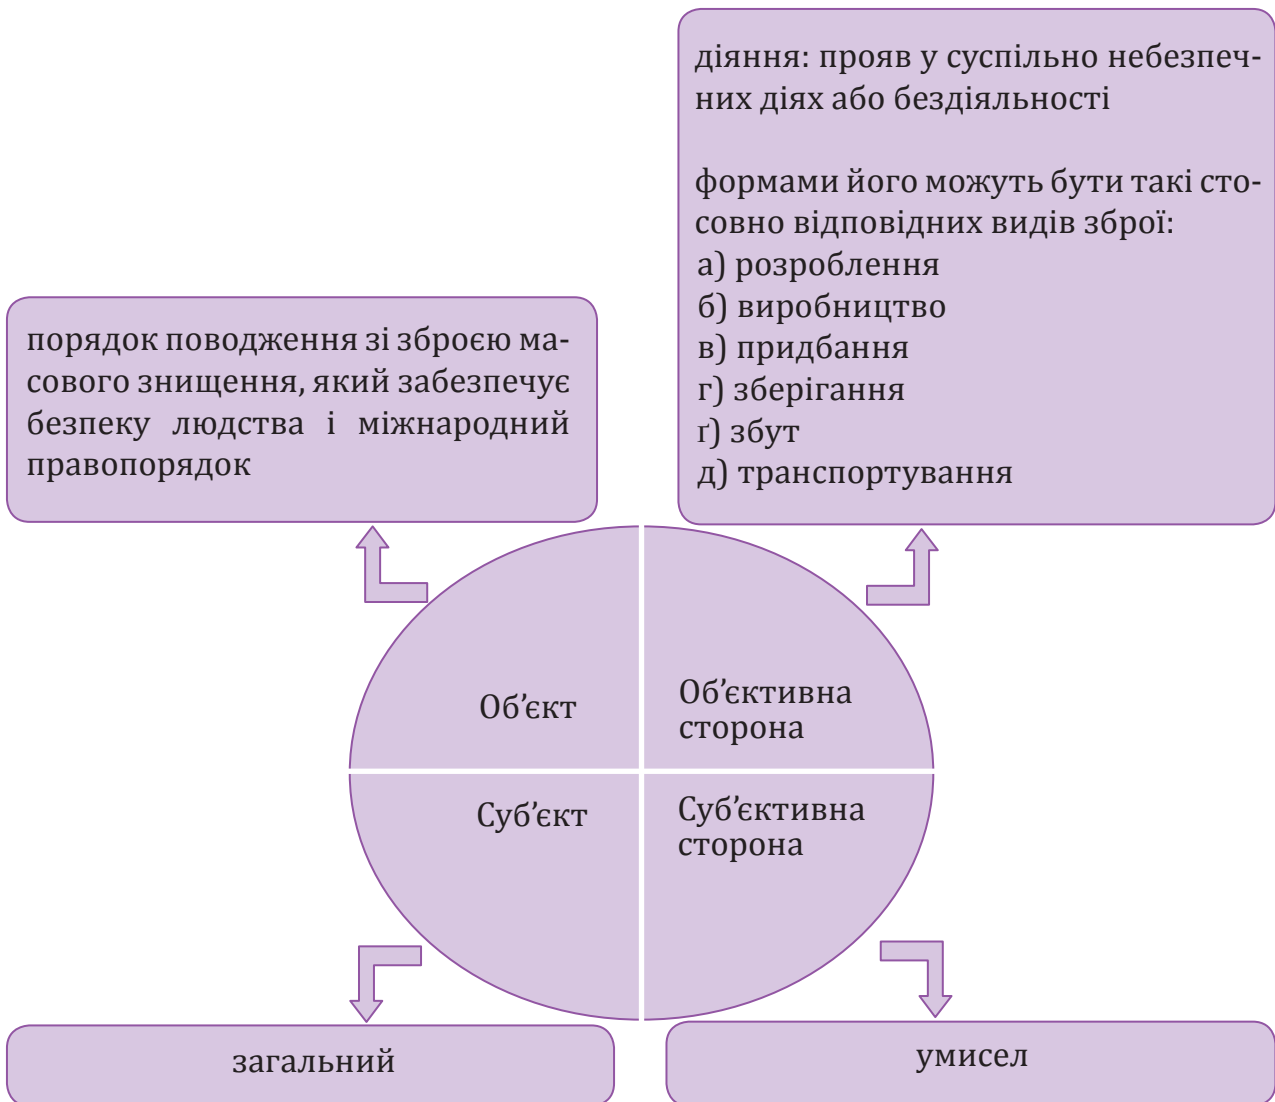 діяння: прояв у суспільно небезпеч-
них діях або бездіяльності
формами його можуть бути такі сто-
совно відповідних видів зброї:
а) розроблення
б) виробництво
в) придбання
г) зберігання
ґ) збут
д) транспортування
порядок поводження зі зброєю ма-
сового знищення, який забезпечує
безпеку людства і міжнародний
правопорядок
Об’єкт
Об’єктивна
сторона
Суб’єкт
Суб’єктивна
сторона
загальний
умисел